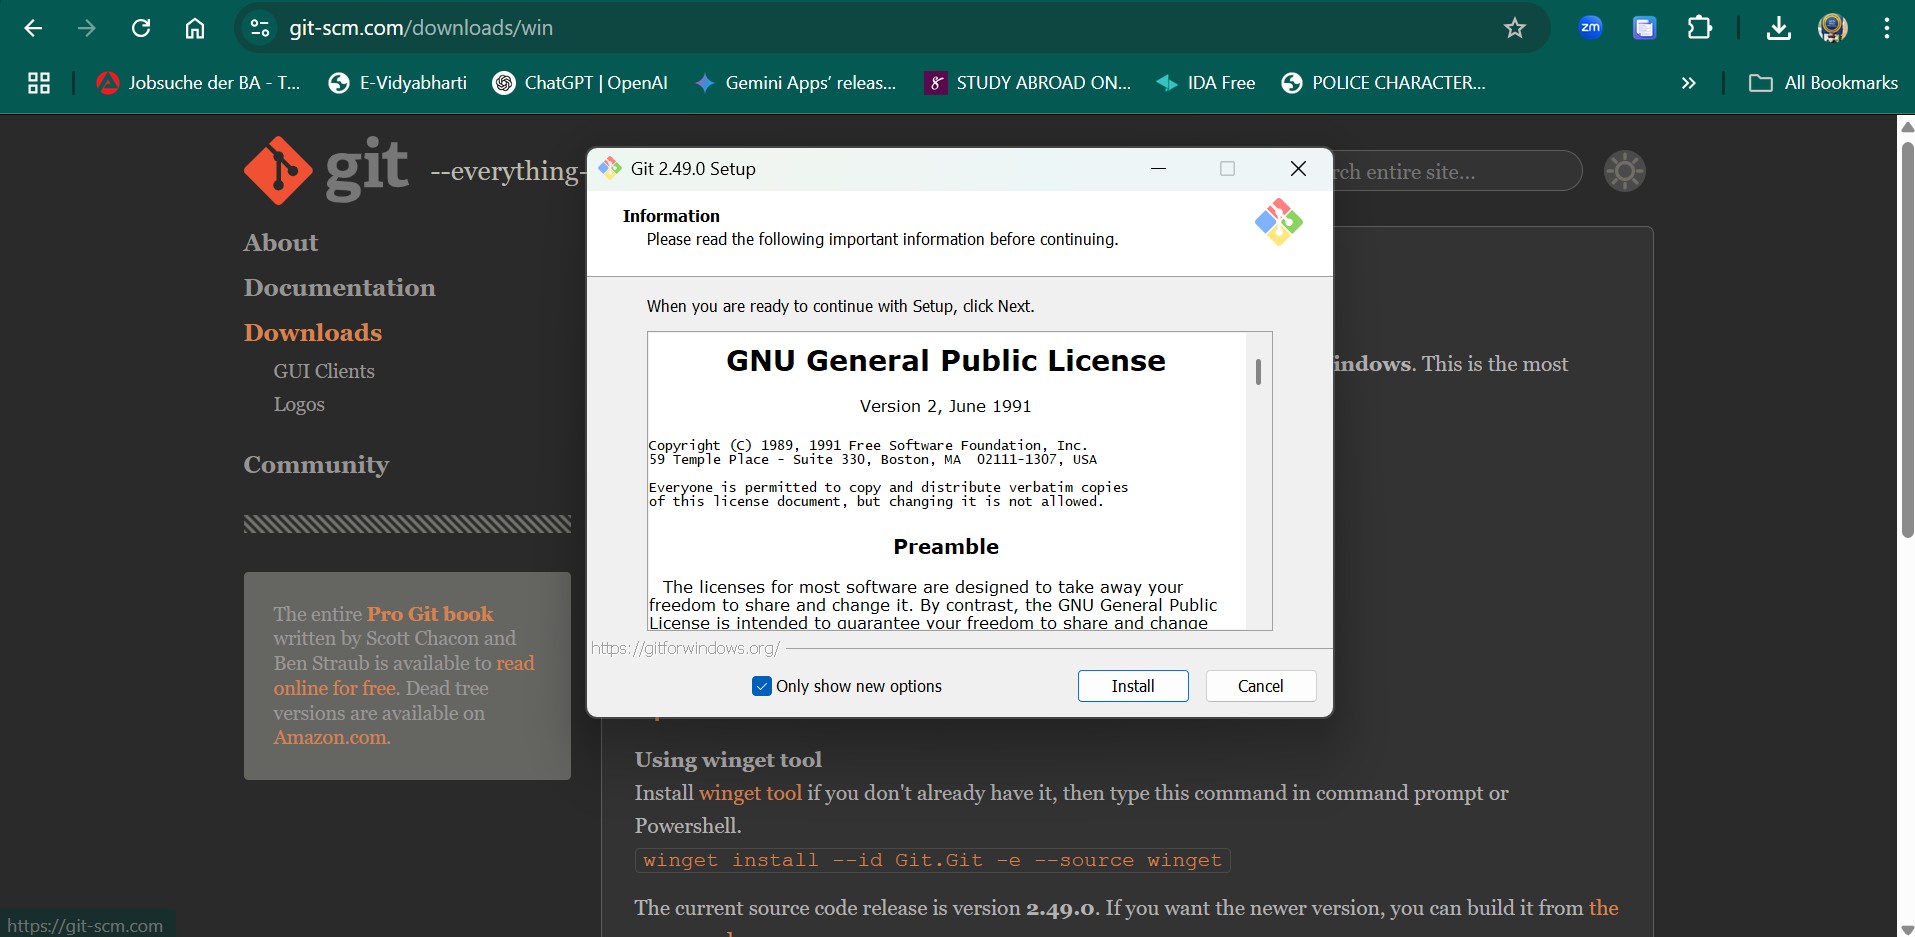 git-scm.com/downloads/win
zm
Jobsuche der BA - T...
E-Vidyabharti
ChatGPT | OpenAI
Gemini Apps' releas...
STUDY ABROAD ON...
IDA Free
POLICE CHARACTER...
All Bookmarks
git --everything-
rch entire site...
About
Documentation
Downloads
GUI Clients
Logos
Community
The entire Pro Git book
written by Scott Chacon and
Ben Straub is available to read
online for free. Dead tree
versions are available on
Amazon.com.
Git 2.49.0 Setup
Information
Please read the following important information before continuing.
When you are ready to continue with Setup, click Next.
GNU General Public License
Version 2, June 1991
Copyright (C) 1989, 1991 Free Software Foundation, Inc.
59 Temple Place - Suite 330, Boston, MA 02111-1307, USA
Everyone is permitted to copy and distribute verbatim copies
of this license document, but changing it is not allowed.
Preamble
The licenses for most software are designed to take away your
freedom to share and change it. By contrast, the GNU General Public
License is intended to guarantee your freedom to share and change
https://gitforwindows.org/
Only show new options
Install
Cancel
indows. This is the most
Using winget tool
Install winget tool if you don't already have it, then type this command in command prompt or
Powershell.
winget install --id Git.Git -e --source winget
The current source code release is version 2.49.0. If you want the newer version, you can build it from the
https://git-scm.com